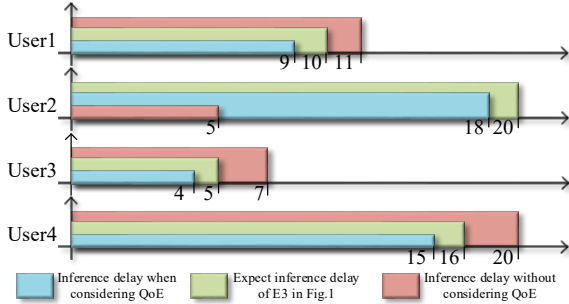 User1
9 10 11
User2
5 18 20
User3
4 5 7
User4
15 16 20
Inference delay when considering QoE
Expect inference delay of E3 in Fig.1
Inference delay without considering QoE